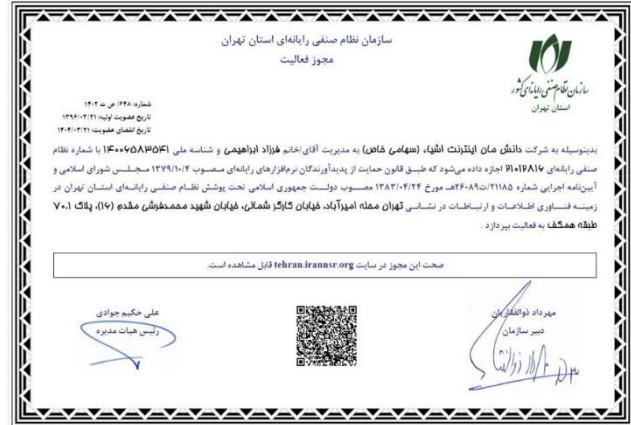 سازمان نظام صنفی رایانه‌ای استان تهران
مجوز فعالیت
سازمان نظام صنفی رایانه‌ای کشور
استان تهران
شماره: ۶۴۸/ ص ت ۱۴۰۲
تاریخ عضویت اولیه: ۱۳۹۶/۰۳/۲۱
تاریخ انقضای عضویت: ۱۴۰۴/۰۳/۲۱
بدینوسیله به شرکت دانش مان اینترنت اشیاء (سهامی خاص) به مدیریت آقای/خانم فرزاد ابراهیمی و شناسه ملی ۱۴۰۰۶۵۸۳۵۴۱ با شماره نظام
صنفی رایانه‌ای ۲۱۰۱۲۸۱۶ اجازه داده می‌شود که طبق قانون حمایت از پدیدآورندگان نرم‌افزارهای رایانه‌ای مصوب ۱۳۷۹/۱۰/۴ مجلس شورای اسلامی و
آیین‌نامه اجرایی شماره ۲۱۱۸۵/ت۲۶۰۸۹هـ مورخ ۱۳۸۳/۰۴/۲۴ مصوب دولت جمهوری اسلامی تحت پوشش نظام صنفی رایانه‌ای استان تهران در
زمینه فناوری اطلاعات و ارتباطات در نشانی تهران محله امیرآباد، خیابان کارگر شمالی، خیابان شهید محمدفرشی مقدم (۱۶)، پلاک ۷۰.۱
طبقه همکف به فعالیت بپردازد .
صحت این مجوز در سایت tehran.irannsr.org قابل مشاهده است.
مهرداد ذوالفقاریان
دبیر سازمان
علی حکیم جوادی
رئیس هیات مدیره